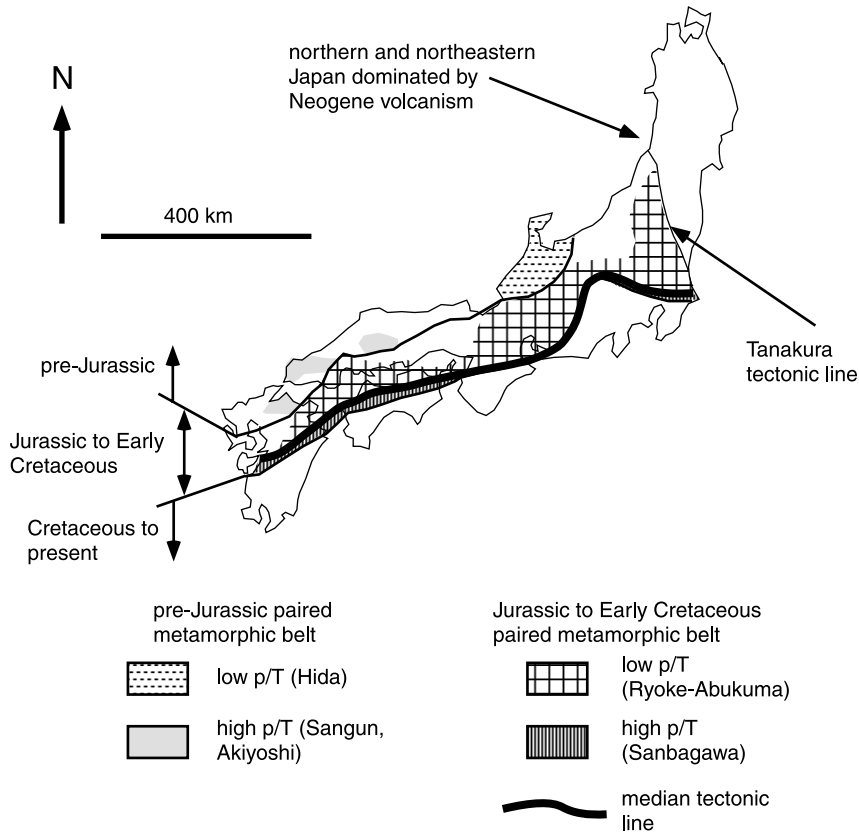 northern and northeastern
Japan dominated by
Neogene volcanism
N
400 km
Tanakura
tectonic line
pre-Jurassic
Jurassic to Early
Cretaceous
Cretaceous to
present
pre-Jurassic paired
metamorphic belt
low p/T (Hida)
high p/T (Sangun,
Akiyoshi)
Jurassic to Early Cretaceous
paired metamorphic belt
low p/T
(Ryoke-Abukuma)
high p/T
(Sanbagawa)
median tectonic
line